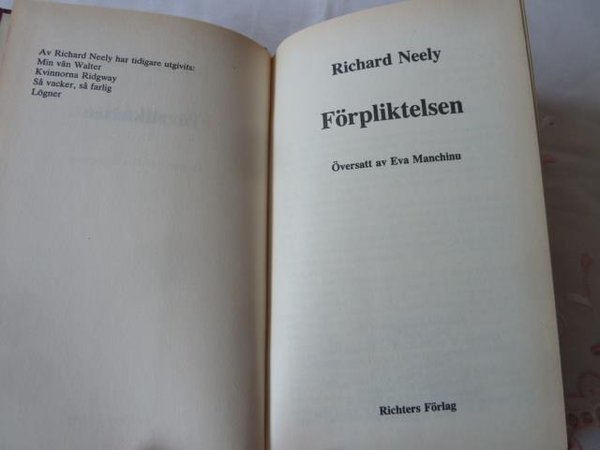 Av Richard Neely har tidigare utgivits:
Min vän Walter
Kvinnorna Ridgway
Så vacker, så farlig
Lögner
Richard Neely
Förpliktelsen
Översatt av Eva Manchinu
Richters Förlag